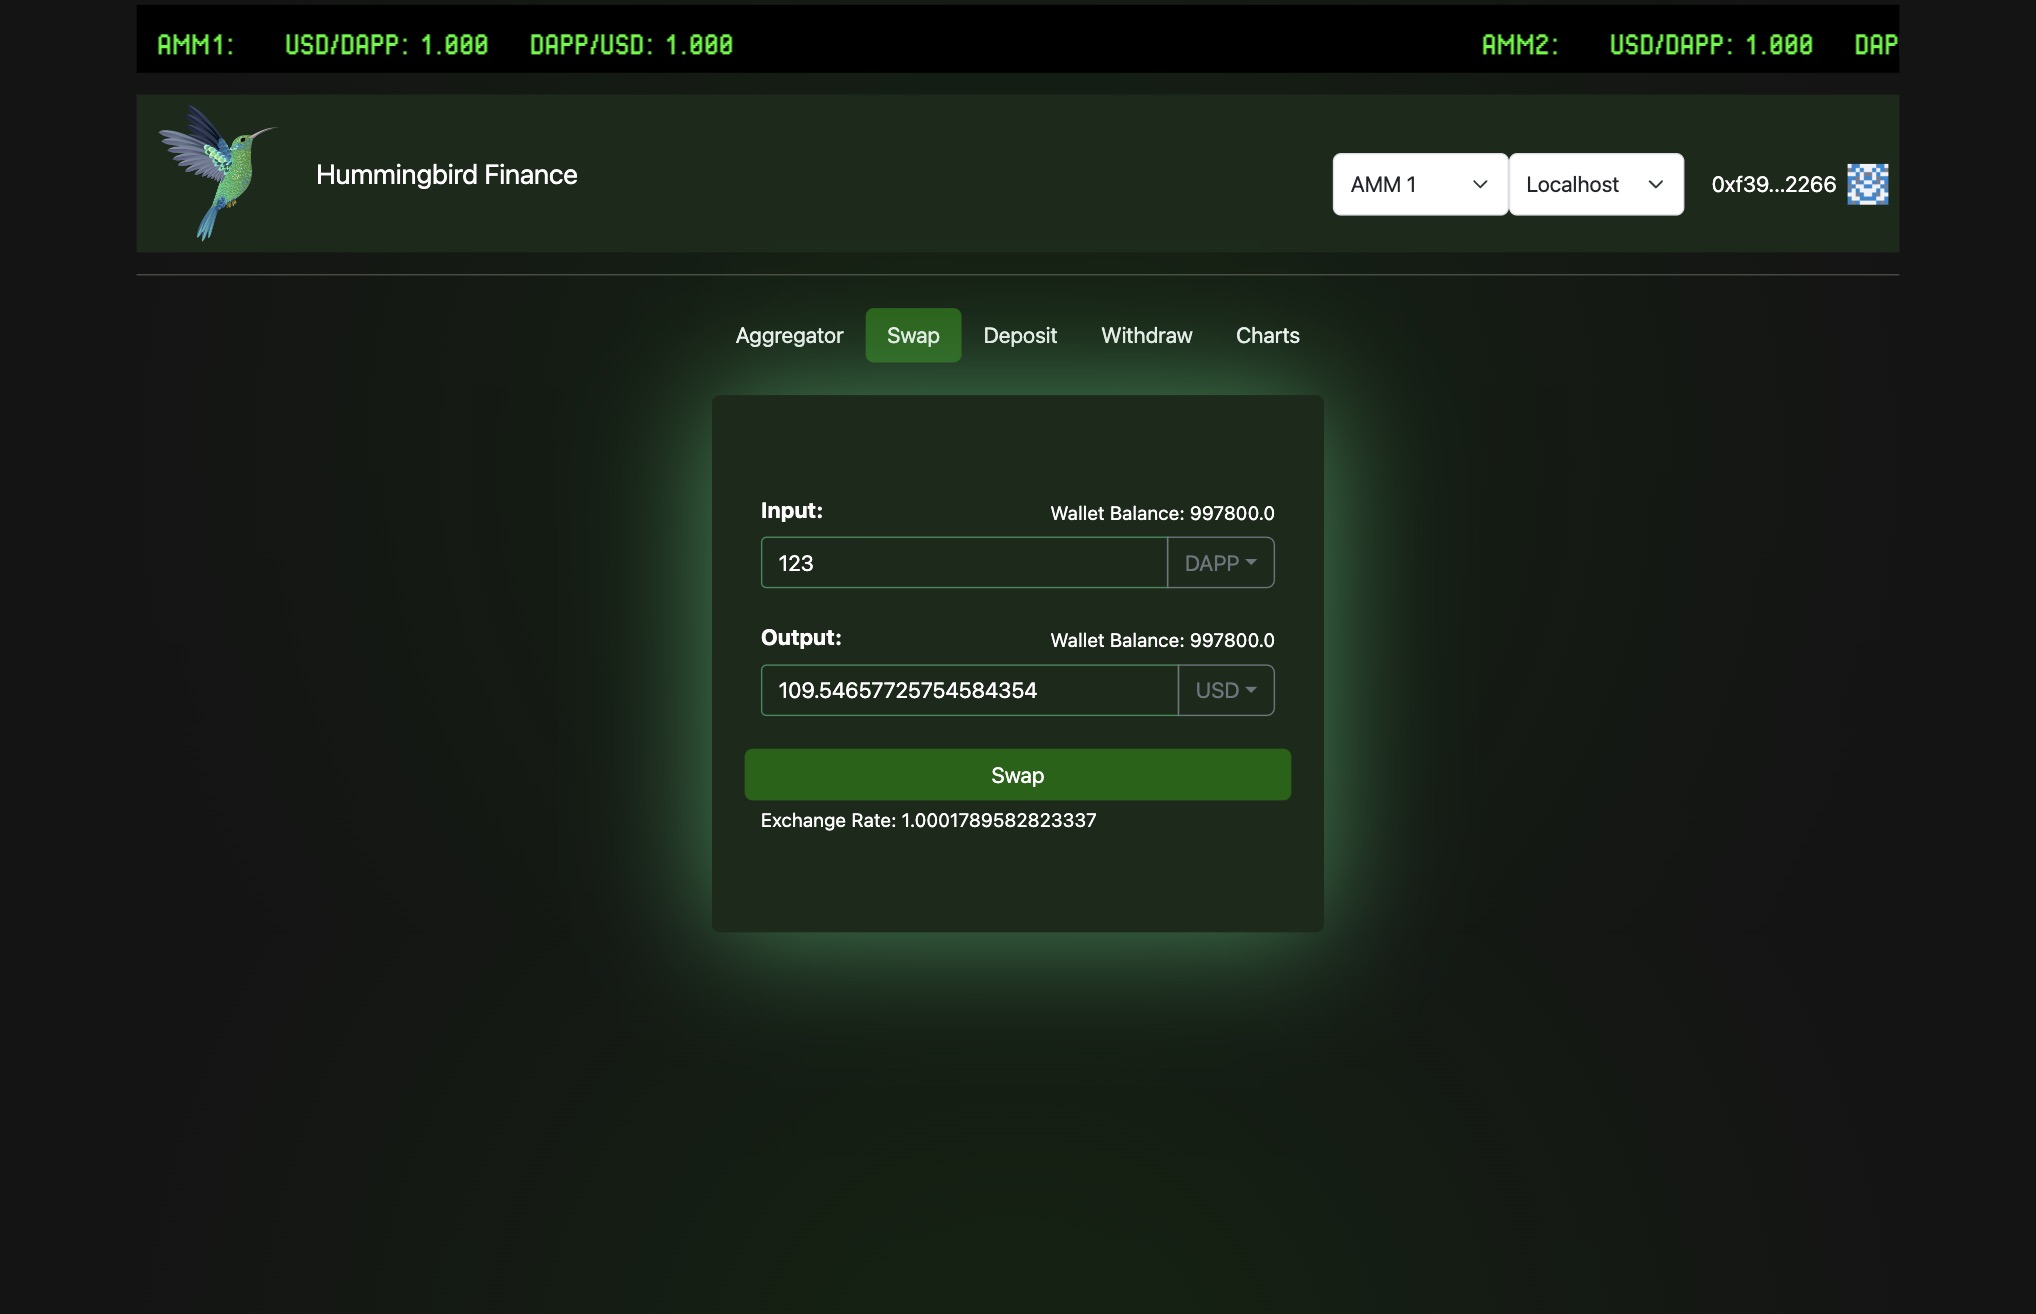 AMM1: USD/DAPP: 1.000 DAPP/USD: 1.000 AMM2: USD/DAPP: 1.000 DAP
Hummingbird Finance
AMM 1 Localhost 0xf39...2266
Aggregator Swap Deposit Withdraw Charts
Input: Wallet Balance: 997800.0
123 DAPP
Output: Wallet Balance: 997800.0
109.54657725754584354 USD
Swap
Exchange Rate: 1.0001789582823337